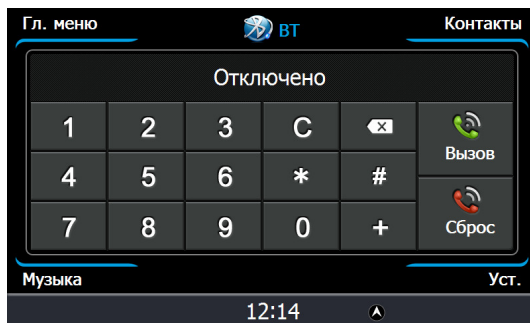 Гл. меню BT Контакты
Отключено
1 2 3 C
Вызов
4 5 6 * #
7 8 9 0 + Сброс
Музыка Уст.
12:14